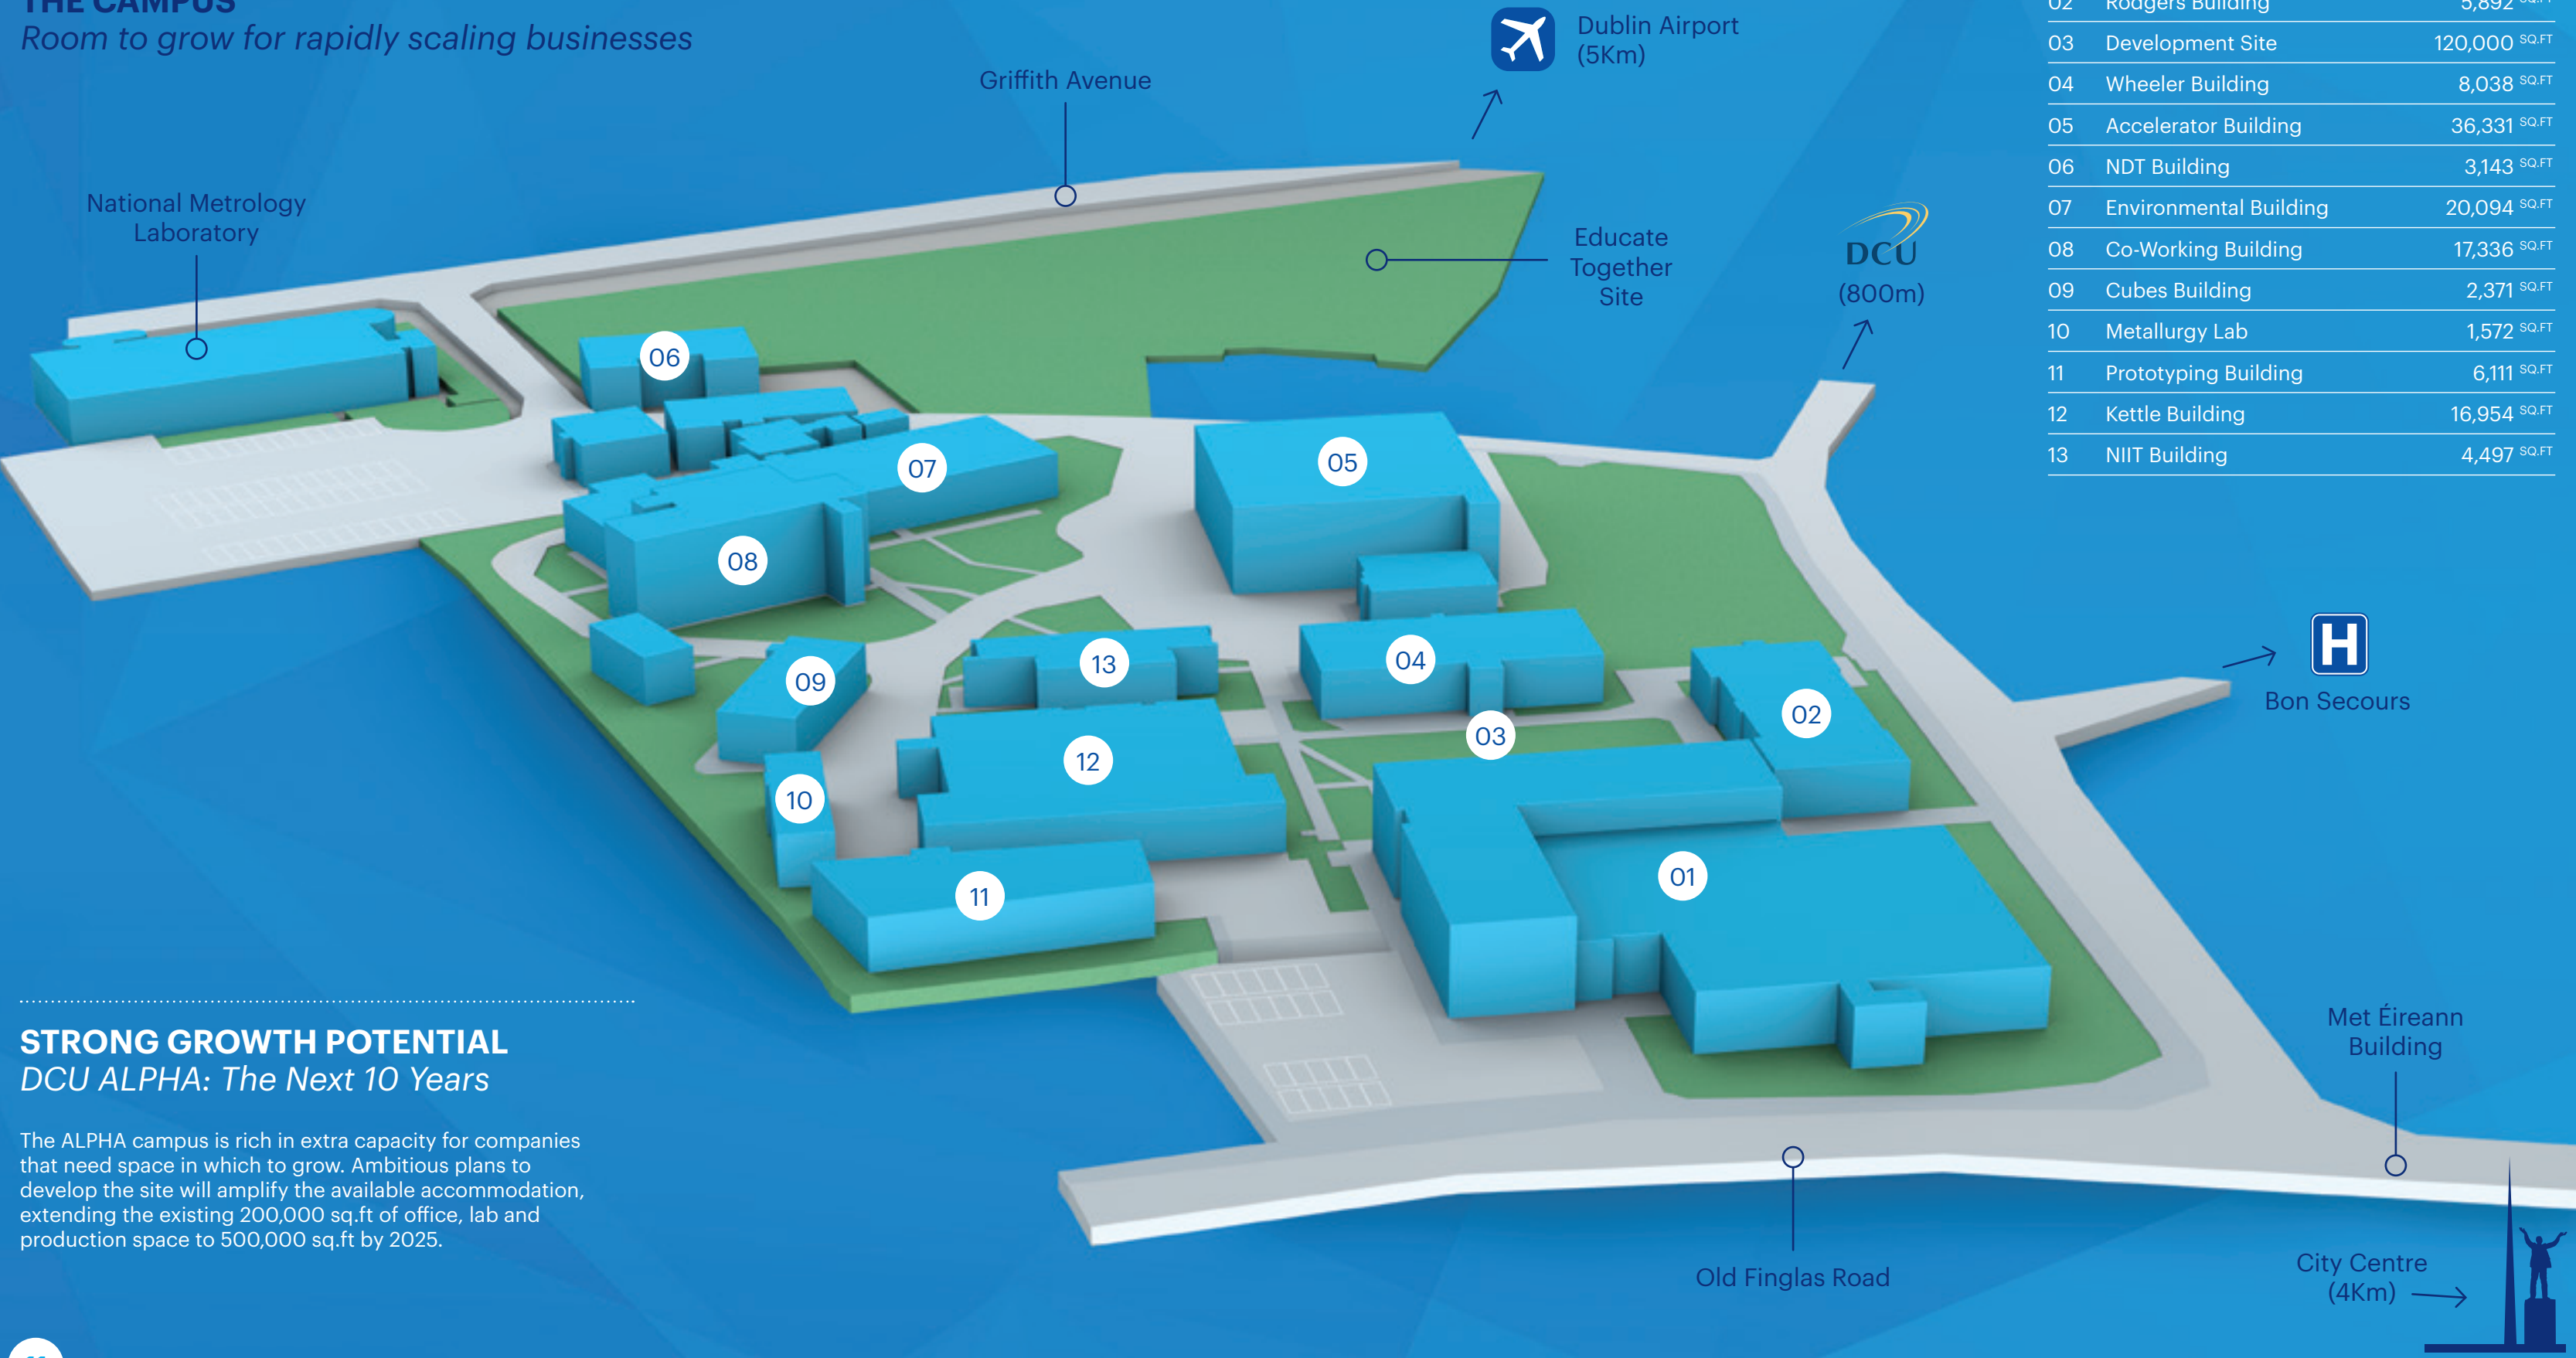 THE CAMPUS
Room to grow for rapidly scaling businesses
Dublin Airport
(5Km)
Griffith Avenue
National Metrology
Laboratory
Educate
Together
Site
DCU
(800m)
02 Rodgers Building 5,892 SQ.FT
03 Development Site 120,000 SQ.FT
04 Wheeler Building 8,038 SQ.FT
05 Accelerator Building 36,331 SQ.FT
06 NDT Building 3,143 SQ.FT
07 Environmental Building 20,094 SQ.FT
08 Co-Working Building 17,336 SQ.FT
09 Cubes Building 2,371 SQ.FT
10 Metallurgy Lab 1,572 SQ.FT
11 Prototyping Building 6,111 SQ.FT
12 Kettle Building 16,954 SQ.FT
13 NIIT Building 4,497 SQ.FT
06
07
05
08
13
04
09
02
03
12
10
01
11
H
Bon Secours
STRONG GROWTH POTENTIAL
DCU ALPHA: The Next 10 Years
The ALPHA campus is rich in extra capacity for companies
that need space in which to grow. Ambitious plans to
develop the site will amplify the available accommodation,
extending the existing 200,000 sq.ft of office, lab and
production space to 500,000 sq.ft by 2025.
Met Éireann
Building
Old Finglas Road
City Centre
(4Km)